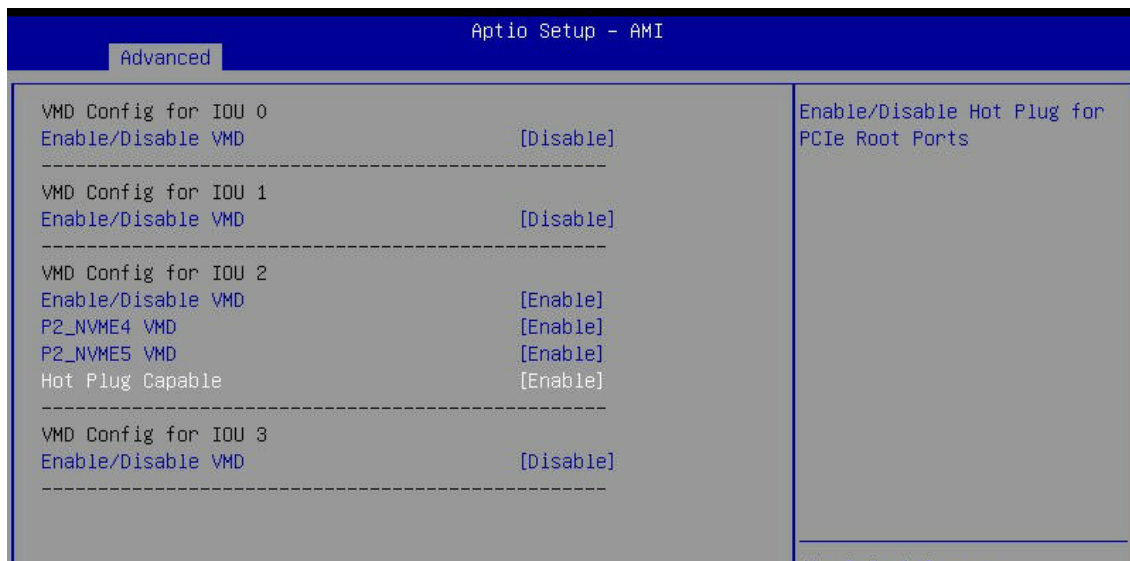 Aptio Setup – AMI
Advanced
VMD Config for IOU 0
Enable/Disable VMD [Disable]
VMD Config for IOU 1
Enable/Disable VMD [Disable]
VMD Config for IOU 2
Enable/Disable VMD [Enable]
P2_NVME4 VMD [Enable]
P2_NVME5 VMD [Enable]
Hot Plug Capable [Enable]
VMD Config for IOU 3
Enable/Disable VMD [Disable]
Enable/Disable Hot Plug for
PCIe Root Ports